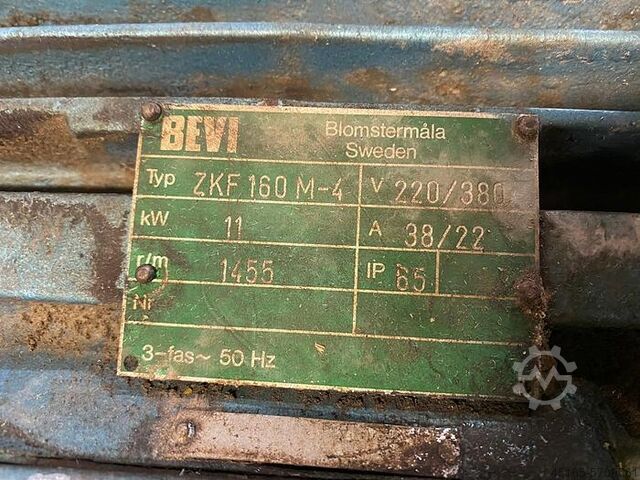 BEVI Blomstermåla
Sweden
Typ ZKF 160 M-4 V 220/380
kW 11 A 38/22
r/m 1455 IP 65
Nr
3-fas~ 50 Hz